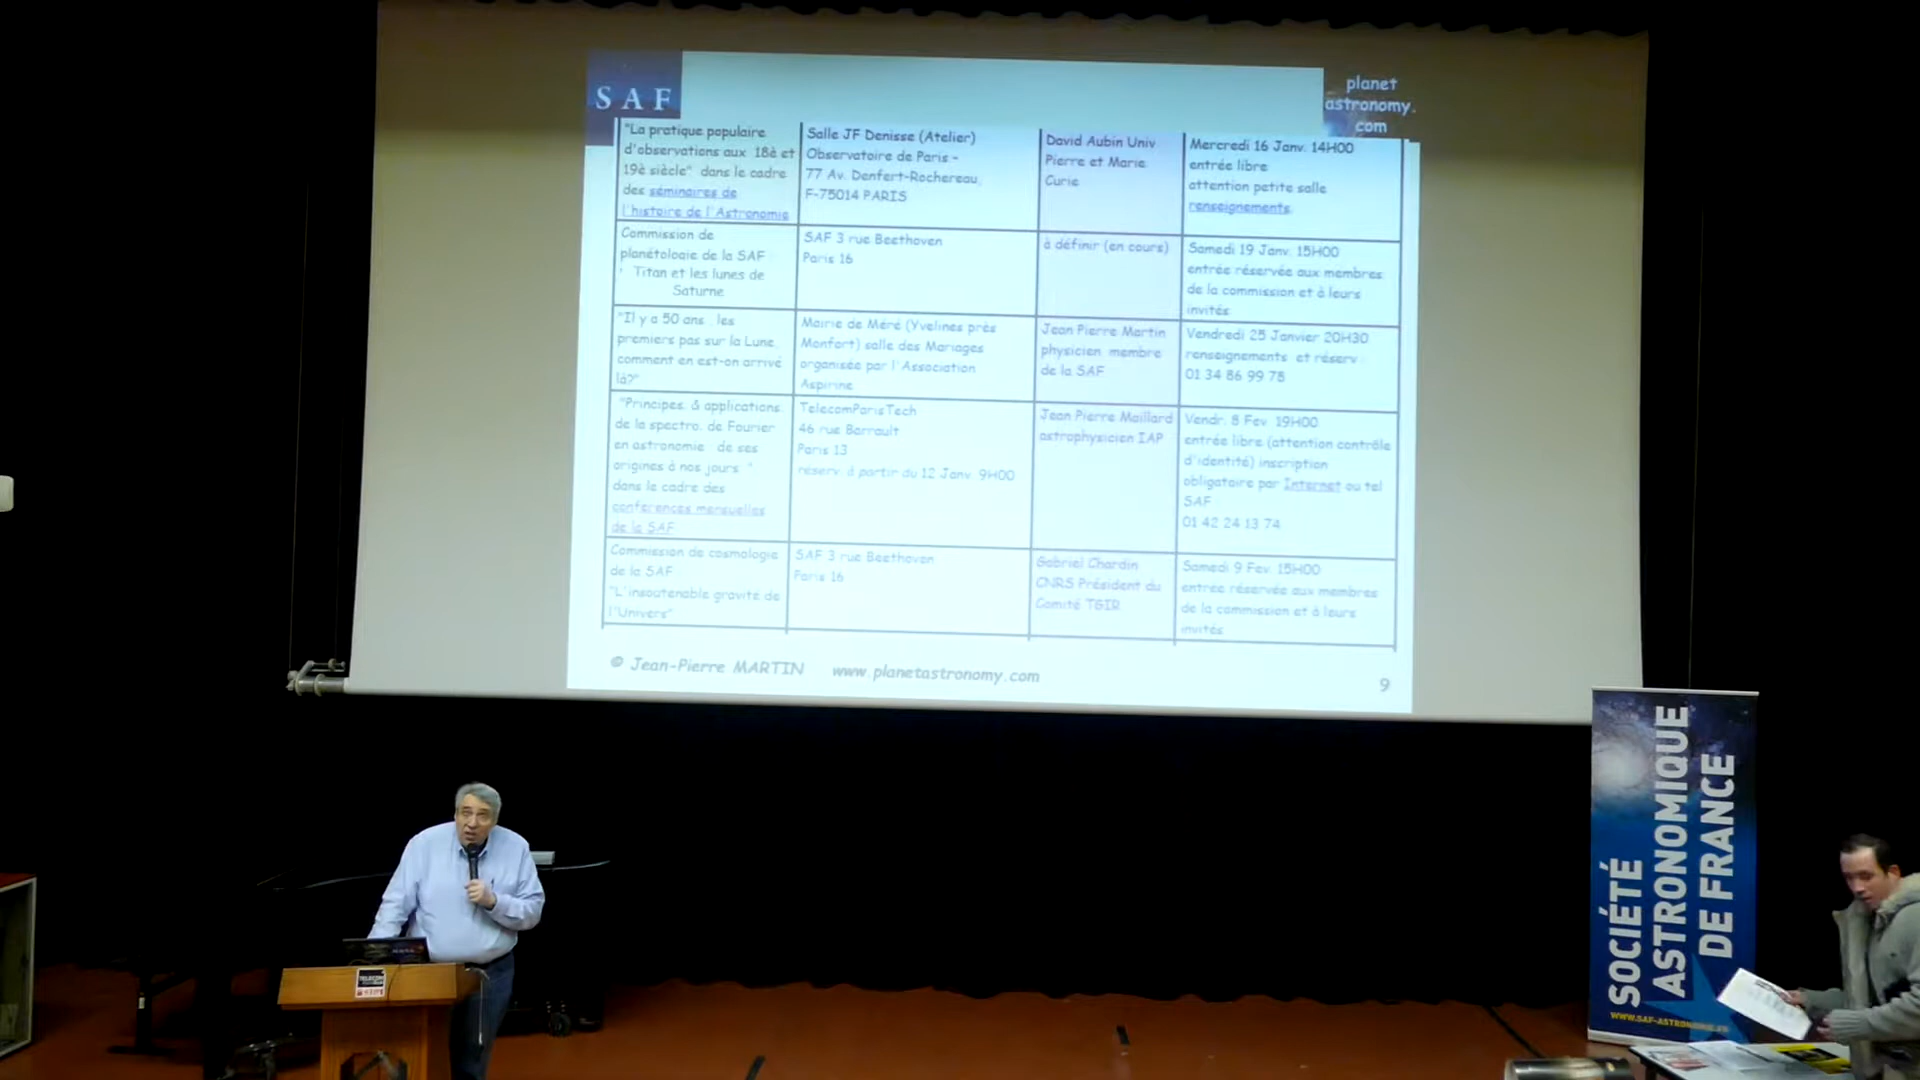 SAF
planet
astronomy.
com
"La pratique populaire
d'observations aux 18è et
19è siècle" dans le cadre
des séminaires de
l'histoire de l'Astronomie
Salle JF Denisse (Atelier)
Observatoire de Paris -
77 Av. Denfert-Rochereau,
F-75014 PARIS
David Aubin Univ
Pierre et Marie
Curie
Mercredi 16 Janv. 14H00
entrée libre
attention petite salle
renseignements.
Commission de
planétologie de la SAF
Titan et les lunes de
Saturne
SAF 3 rue Beethoven
Paris 16
à définir (en cours)
Samedi 19 Janv. 15H00
entrée réservée aux membres
de la commission et à leurs
invités
"Il y a 50 ans , les
premiers pas sur la Lune,
comment en est-on arrivé
là?"
Mairie de Méré (Yvelines près
Monfort) salle des Mariages
organisée par l'Association
Aspirine
Jean Pierre Martin
physicien membre
de la SAF
Vendredi 25 Janvier 20H30
renseignements et réserv :
01 34 86 99 78
"Principes & applications
de la spectro. de Fourier
en astronomie de ses
origines à nos jours "
dans le cadre des
conférences mensuelles
de la SAF
TelecomParisTech
46 rue Barrault
Paris 13
réserv. à partir du 12 Janv. 9H00
Jean Pierre Maillard
astrophysicien IAP
Vendr. 8 Fev 19H00
entrée libre (attention contrôle
d'identité) inscription
obligatoire par Internet ou tel
SAF
01 42 24 13 74
Commission de cosmologie
de la SAF
"L'insoutenable gravité de
l'Univers"
SAF 3 rue Beethoven
Paris 16
Gabriel Chardin
CNRS Président du
Comité TGIR
Samedi 9 Fev. 15H00
entrée réservée aux membres
de la commission et à leurs
invités
© Jean-Pierre MARTIN www.planetastronomy.com
9
SOCIÉTÉ
ASTRONOMIQUE
DE FRANCE
WWW.SAF-ASTRONOMIE.FR
TELECOM